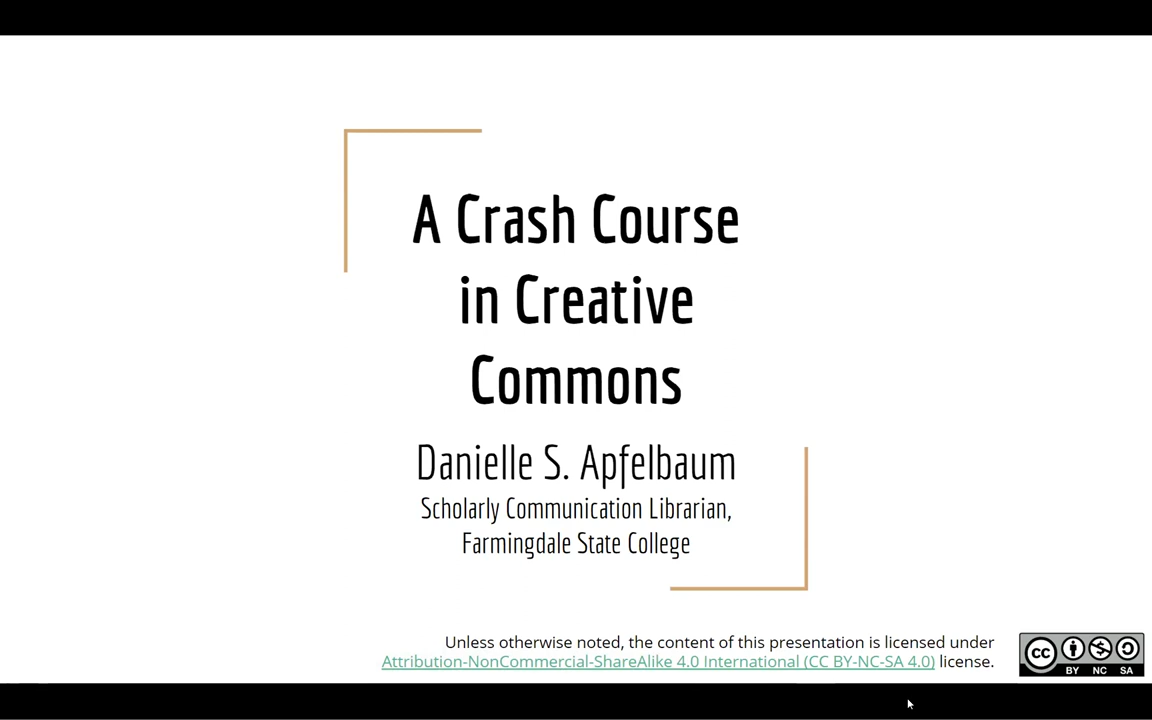 A Crash Course
in Creative
Commons
Danielle S. Apfelbaum
Scholarly Communication Librarian,
Farmingdale State College
Unless otherwise noted, the content of this presentation is licensed under
Attribution-NonCommercial-ShareAlike 4.0 International (CC BY-NC-SA 4.0) license.
CC
BY NC SA